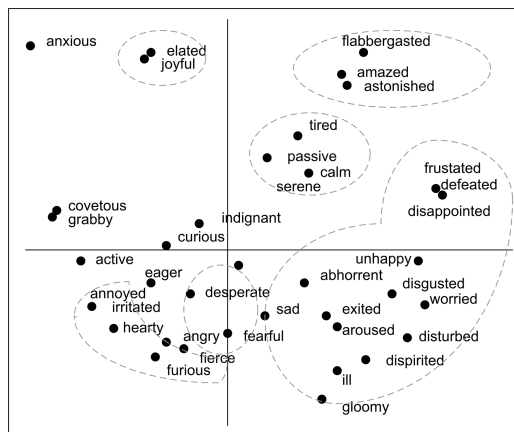 anxious
elated
joyful
flabbergasted
amazed
astonished
tired
passive
calm
serene
frustated
defeated
disappointed
covetous
grabby
indignant
curious
active
eager
annoyed
irritated
hearty
angry
fierce
furious
desperate
sad
fearful
unhappy
abhorrent
disgusted
worried
exited
aroused
disturbed
dispirited
ill
gloomy